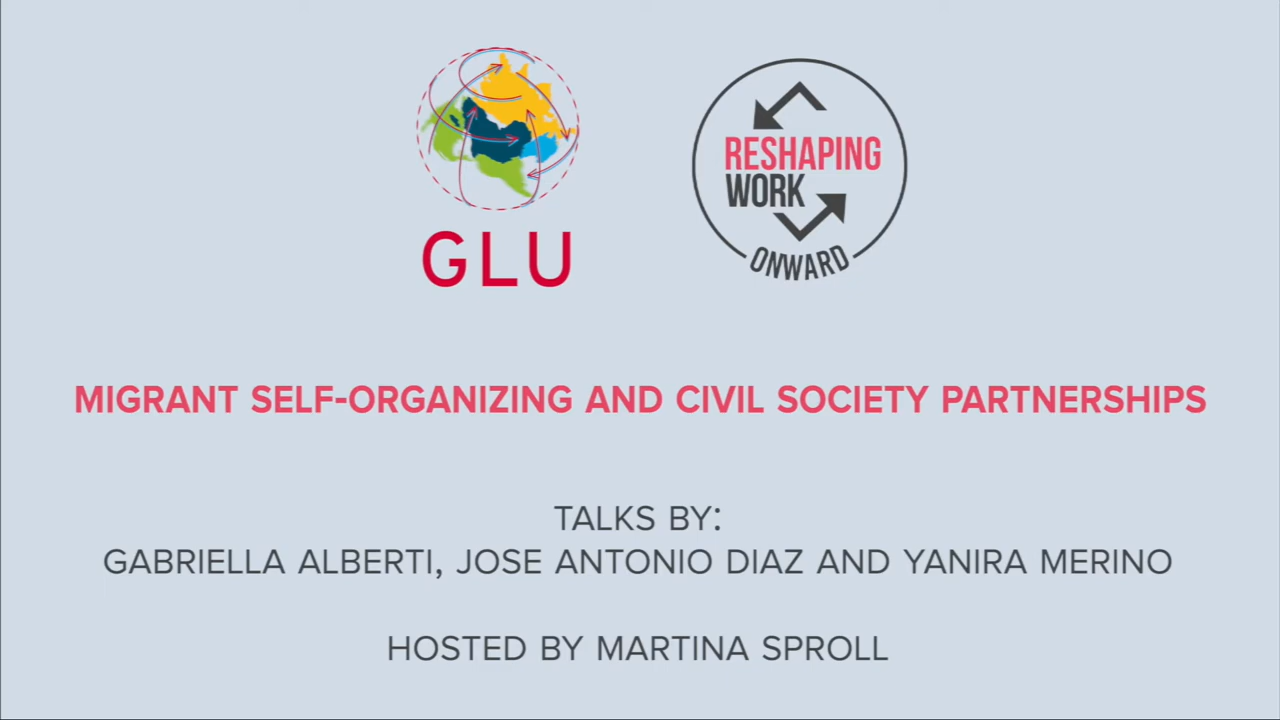 GLU
RESHAPING
WORK
ONWARD
MIGRANT SELF-ORGANIZING AND CIVIL SOCIETY PARTNERSHIPS
TALKS BY:
GABRIELLA ALBERTI, JOSE ANTONIO DIAZ AND YANIRA MERINO
HOSTED BY MARTINA SPROLL